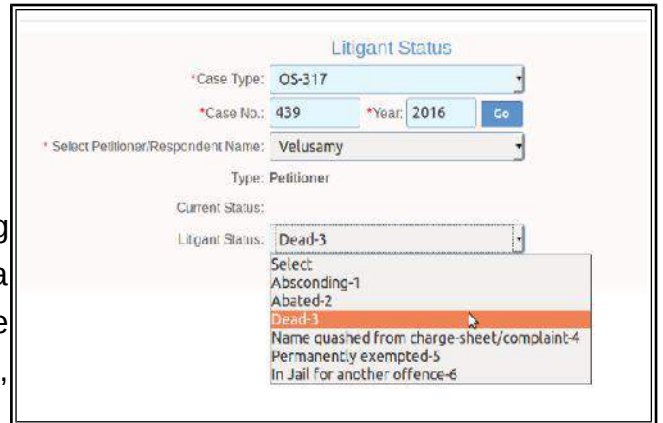 Litigant Status
*Case Type: OS-317
*Case No.: 439 *Year: 2016 Go
* Select Petitioner/Respondent Name: Velusamy
Type: Petitioner
Current Status:
Litigant Status: Dead-3
Select
Absconding-1
Abated-2
Dead-3
Name quashed from charge-sheet/complaint-4
Permanently exempted-5
In Jail for another offence-6
g
a
e
,